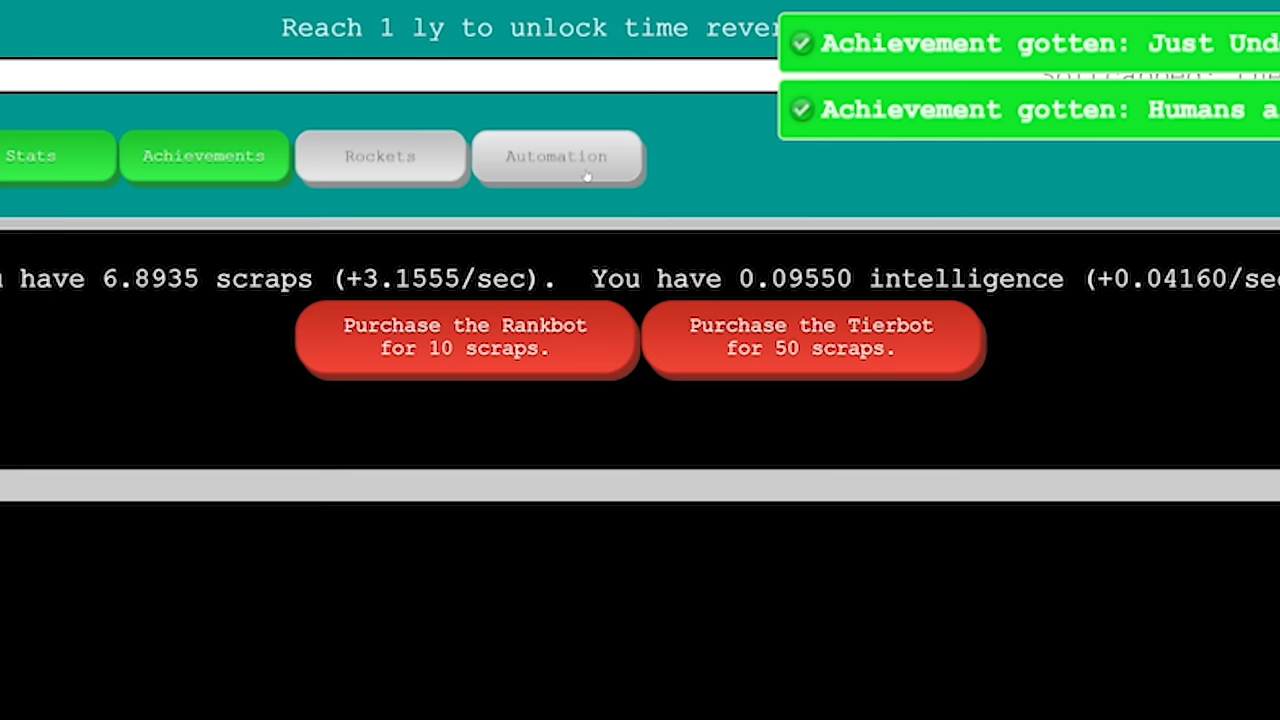 Reach 1 ly to unlock time rever
Achievement gotten: Just Und
Achievement gotten: Humans a
Stats
Achievements
Rockets
Automation
have 6.8935 scraps (+3.1555/sec). You have 0.09550 intelligence (+0.04160/sec
Purchase the Rankbot
for 10 scraps.
Purchase the Tierbot
for 50 scraps.